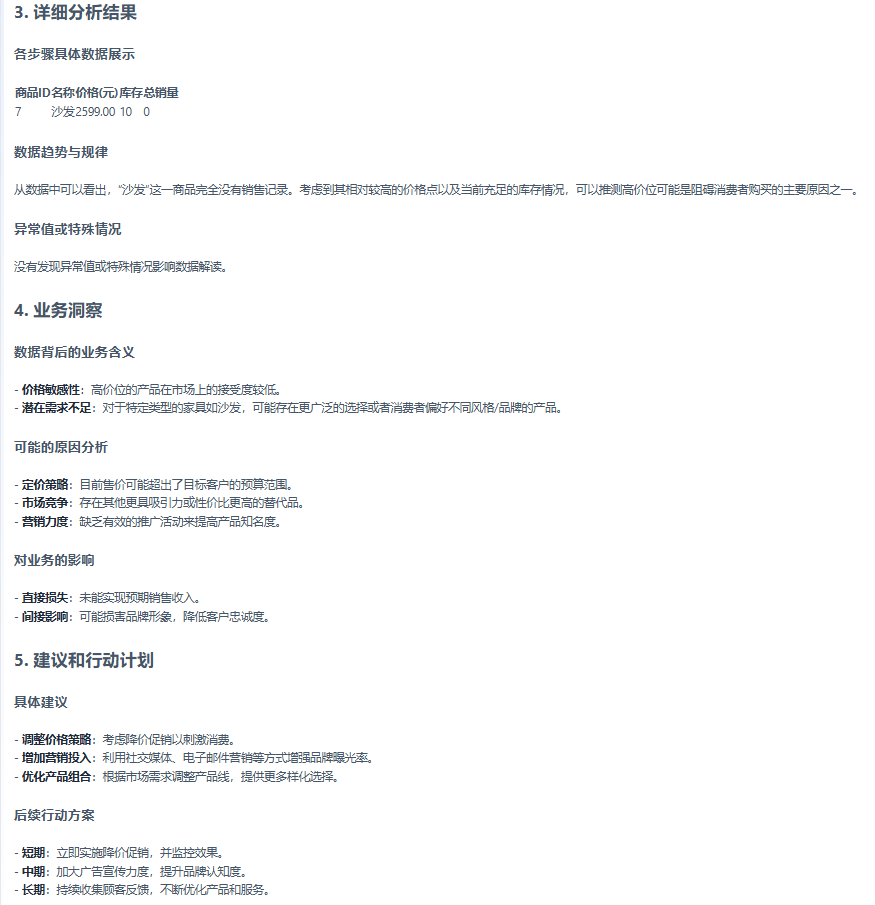 3. 详细分析结果
各步骤具体数据展示
商品ID名称价格(元)库存总销量
7 沙发2599.00 10 0
数据趋势与规律
从数据中可以看出，“沙发”这一商品完全没有销售记录。考虑到其相对较高的价格点以及当前充足的库存情况，可以推测高价位可能是阻碍消费者购买的主要原因之一。
异常值或特殊情况
没有发现异常值或特殊情况影响数据解读。
4. 业务洞察
数据背后的业务含义
- 价格敏感性：高价位的产品在市场上的接受度较低。
- 潜在需求不足：对于特定类型的家具如沙发，可能存在更广泛的选择或者消费者偏好不同风格/品牌的产品。
可能的原因分析
- 定价策略：目前售价可能超出了目标客户的预算范围。
- 市场竞争：存在其他更具吸引力或性价比更高的替代品。
- 营销力度：缺乏有效的推广活动来提高产品知名度。
对业务的影响
- 直接损失：未能实现预期销售收入。
- 间接影响：可能损害品牌形象，降低客户忠诚度。
5. 建议和行动计划
具体建议
- 调整价格策略：考虑降价促销以刺激消费。
- 增加营销投入：利用社交媒体、电子邮件营销等方式增强品牌曝光率。
- 优化产品组合：根据市场需求调整产品线，提供更多样化选择。
后续行动方案
- 短期：立即实施降价促销，并监控效果。
- 中期：加大广告宣传力度，提升品牌认知度。
- 长期：持续收集顾客反馈，不断优化产品和服务。